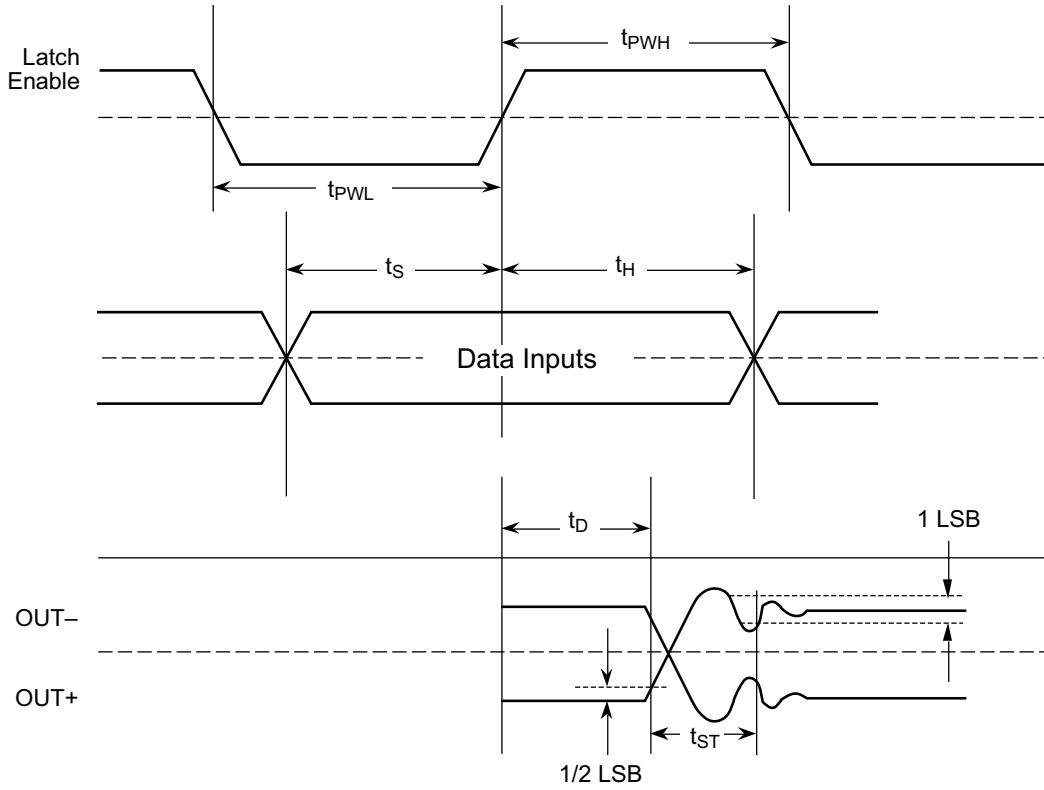 Latch
Enable
tPWH
tPWL
tS
tH
Data Inputs
tD
1 LSB
OUT–
OUT+
tST
1/2 LSB